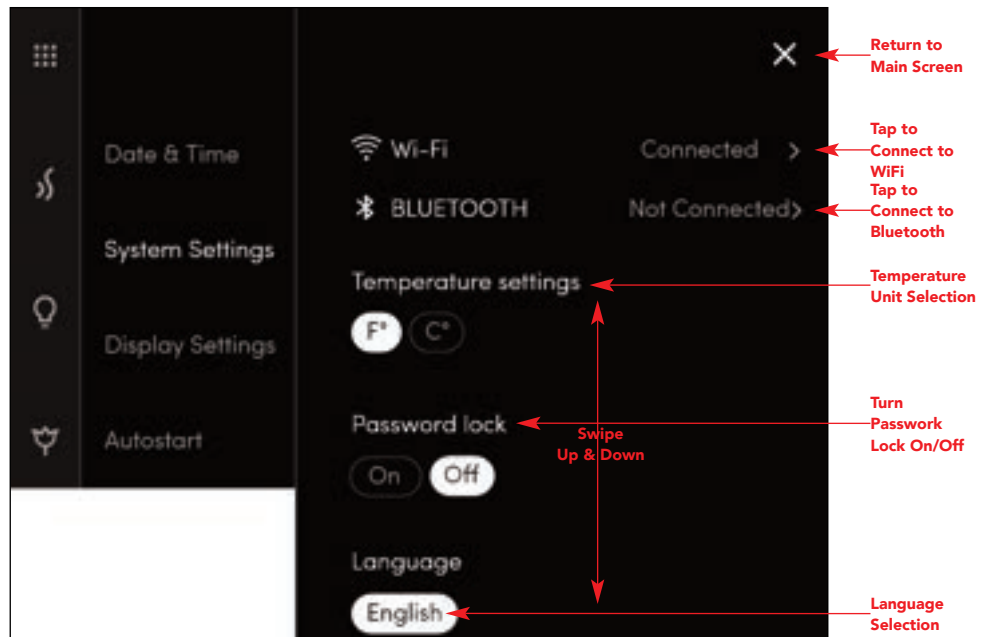 Return to
Main Screen
Date & Time
Wi-Fi
Connected >
Tap to
Connect to
WiFi
BLUETOOTH
Not Connected>
Tap to
Connect to
Bluetooth
System Settings
Temperature settings
Temperature
Unit Selection
F° C°
Display Settings
Password lock
Turn
Passwork
Lock On/Off
Autostart
Swipe
Up & Down
On Off
Language
English
Language
Selection